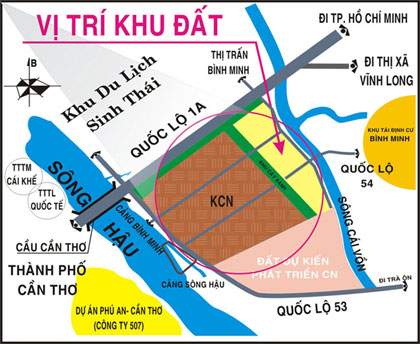 VỊ TRÍ KHU ĐẤT
ĐI TP. HỒ CHÍ MINH
THỊ TRẤN
BÌNH MINH
ĐI THỊ XÃ
VĨNH LONG
B
Khu Du Lịch
Sinh Thái
QUỐC LỘ 1A
KHU TÁI ĐỊNH CƯ
BÌNH MINH
TTTM
CÁI KHẾ
TTTL
QUỐC TẾ
SÔNG HẬU
KHU CÂY XANH
QUỐC LỘ
54
KCN
CẢNG BÌNH MINH
SÔNG CÁI VỒN
CẦU CẦN THƠ
THÀNH PHỐ
CẦN THƠ
ĐẤT DỰ KIẾN
PHÁT TRIỂN CN
CẢNG SÔNG HẬU
ĐI TRÀ ÔN
QUỐC LỘ 53
DỰ ÁN PHÚ AN- CẦN THƠ
(CÔNG TY 507)